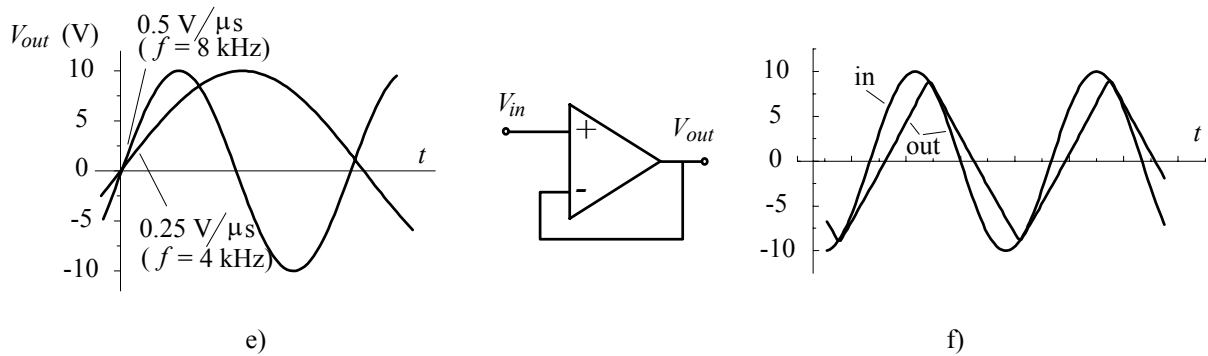 V_out (V)
0.5 V/μs
( f = 8 kHz)
10
5
0
-5
-10
t
0.25 V/μs
( f = 4 kHz)
e)
V_in
+
-
V_out
10
5
0
-5
-10
in
out
t
f)